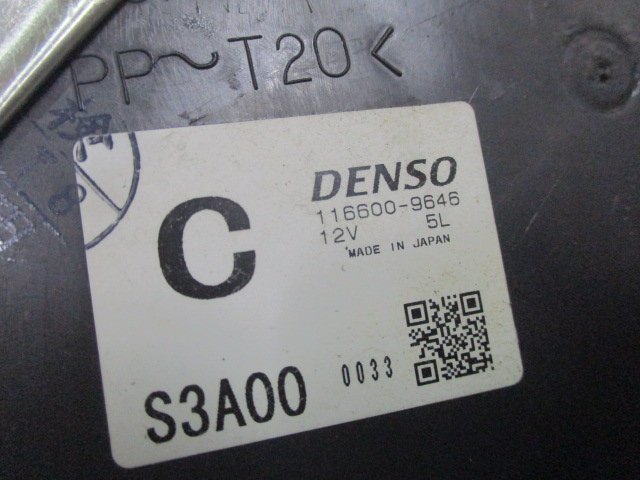 PP~T20<
C
DENSO
116600-9646
12V 5L
MADE IN JAPAN
S3A00 0033